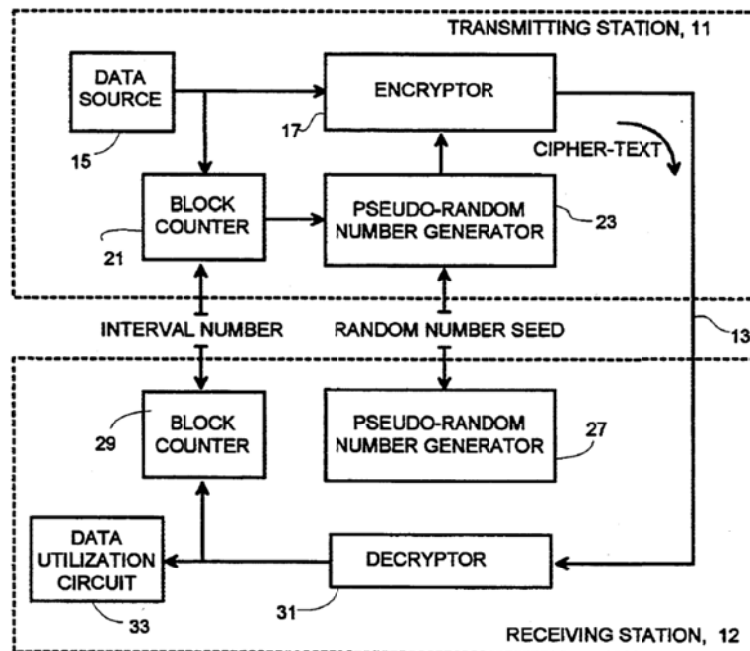 TRANSMITTING STATION, 11
DATA
SOURCE
15
ENCRYPTOR
17
CIPHER-TEXT
BLOCK
COUNTER
21
PSEUDO-RANDOM
NUMBER GENERATOR
23
INTERVAL NUMBER
RANDOM NUMBER SEED
13
BLOCK
COUNTER
29
PSEUDO-RANDOM
NUMBER GENERATOR
27
DATA
UTILIZATION
CIRCUIT
33
DECRYPTOR
31
RECEIVING STATION, 12